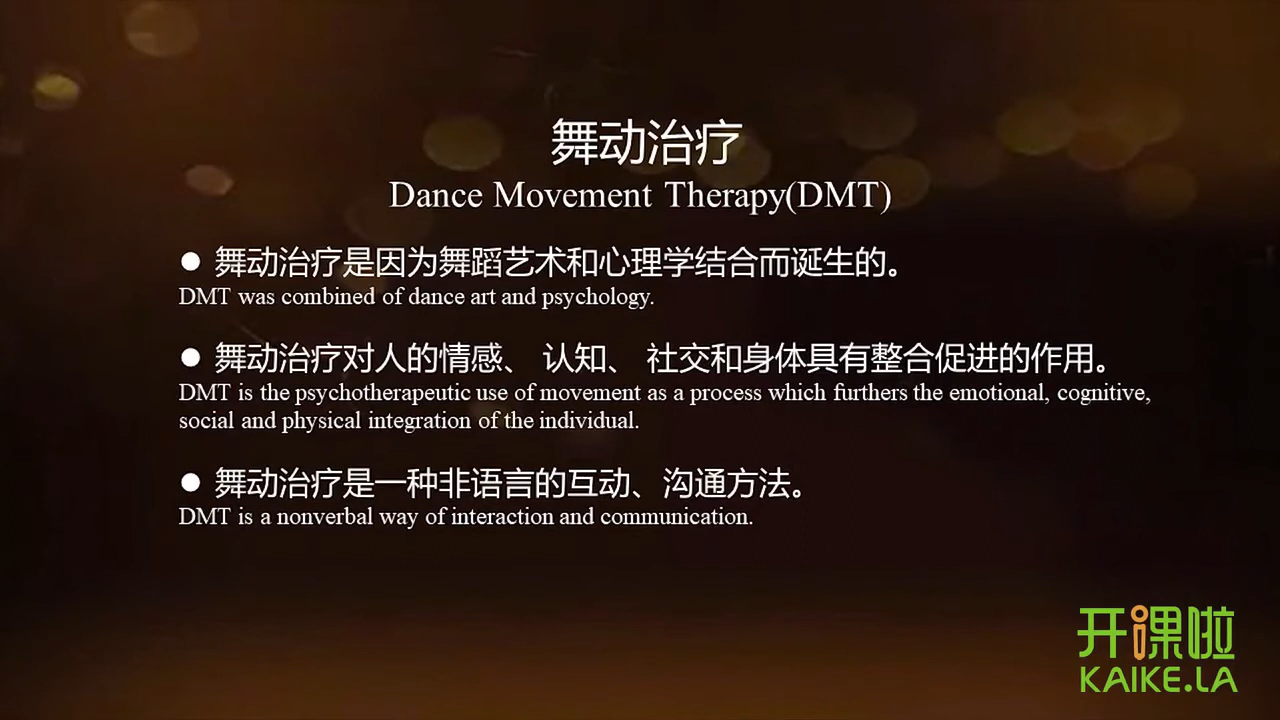 舞动治疗
Dance Movement Therapy(DMT)
● 舞动治疗是因为舞蹈艺术和心理学结合而诞生的。
DMT was combined of dance art and psychology.
● 舞动治疗对人的情感、 认知、 社交和身体具有整合促进的作用。
DMT is the psychotherapeutic use of movement as a process which furthers the emotional, cognitive,
social and physical integration of the individual.
● 舞动治疗是一种非语言的互动、沟通方法。
DMT is a nonverbal way of interaction and communication.
开课啦
KAIKE.LA